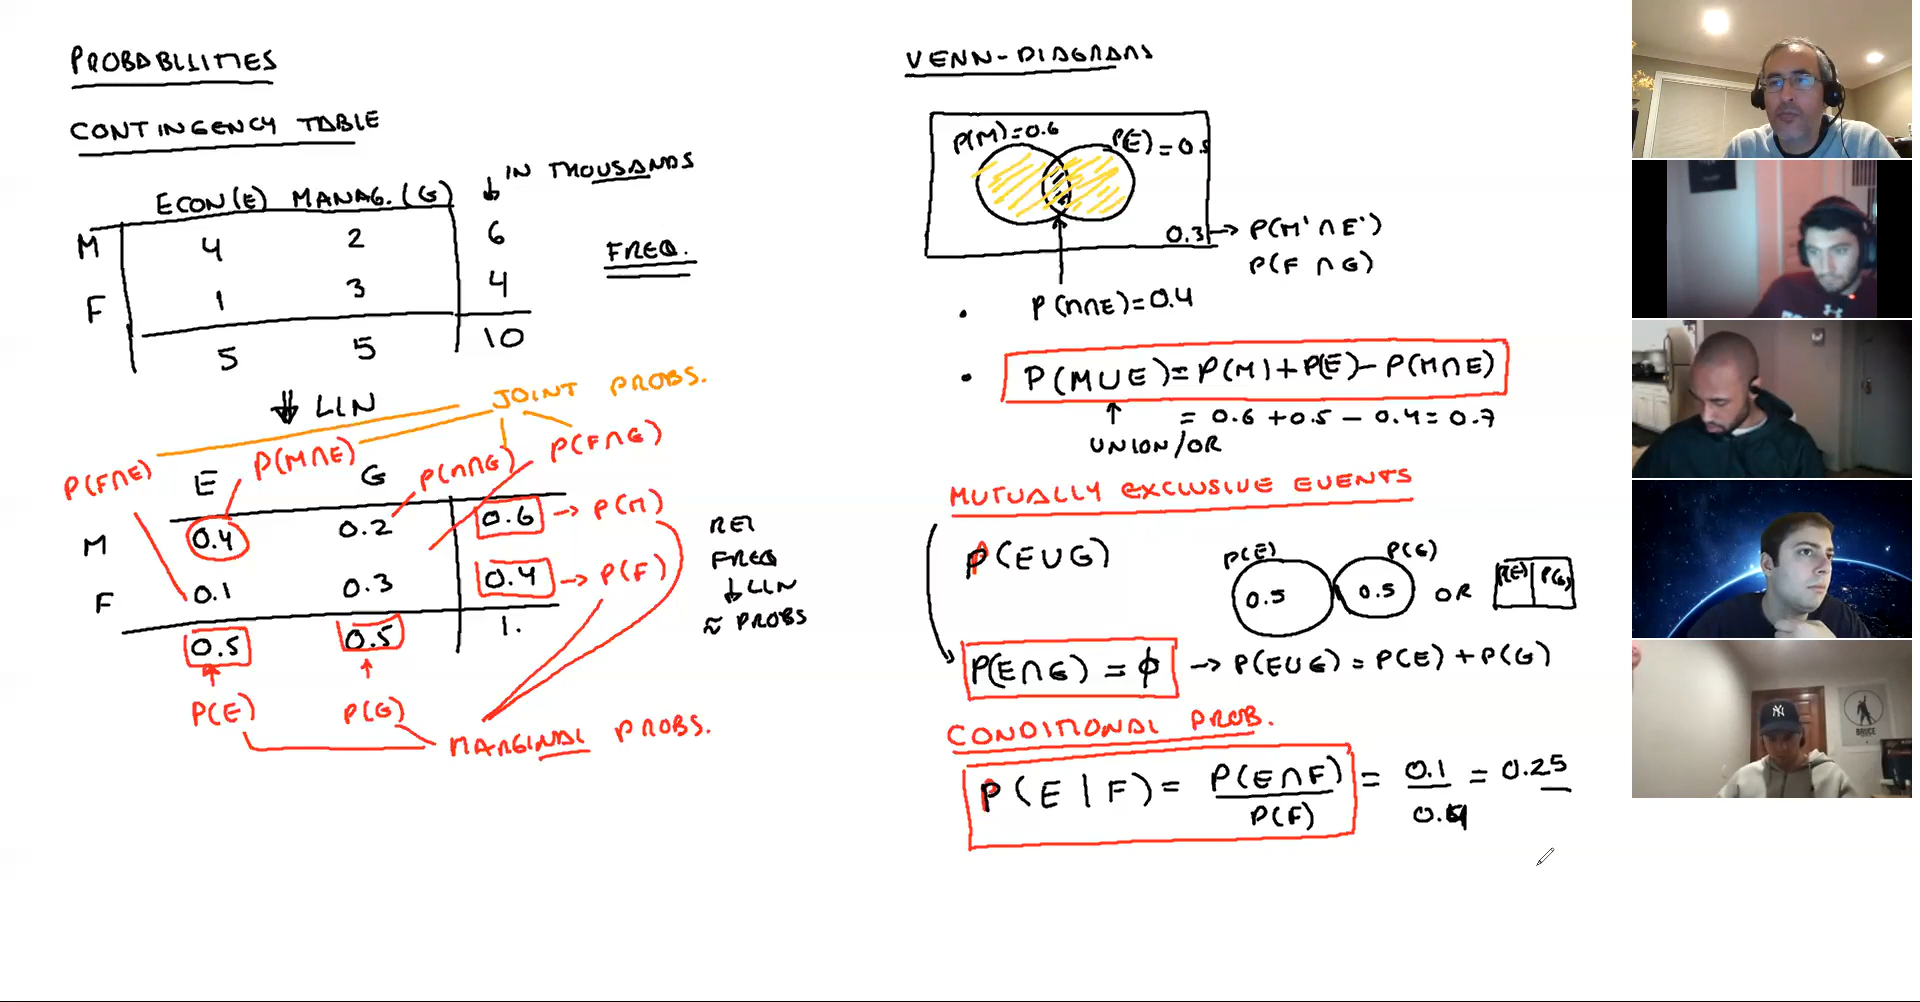 PROBABILITIES
CONTINGENCY TABLE
ECON(E) MANAG.(G) ↓ IN THOUSANDS
M 4 2 6
FREQ.
F 1 3 4
5 5 10
⇓ LLN
JOINT PROBS.
P(F∩E) P(M∩E) P(M∩G) P(F∩G)
E G
M 0.4 0.2 0.6 → P(M)
F 0.1 0.3 0.4 → P(F)
0.5 0.5 1.
REL
FREQ
↓ LLN
≈ PROBS
P(E) P(G)
MARGINAL PROBS.
VENN-DIAGRAMS
P(M)=0.6 P(E)=0.5
0.3 → P(M'∩E')
P(F∩G)
• P(M∩E)=0.4
• P(M∪E)=P(M)+P(E)-P(M∩E)
↑ = 0.6+0.5-0.4=0.7
UNION/OR
MUTUALLY EXCLUSIVE EVENTS
P(E∪G)
P(E) P(G)
0.5 0.5 OR P(E) P(G)
P(E∩G) = ϕ → P(E∪G)=P(E)+P(G)
CONDITIONAL PROB.
P(E|F) = P(E∩F)/P(F) = 0.1/0.4 = 0.25
BRUCE